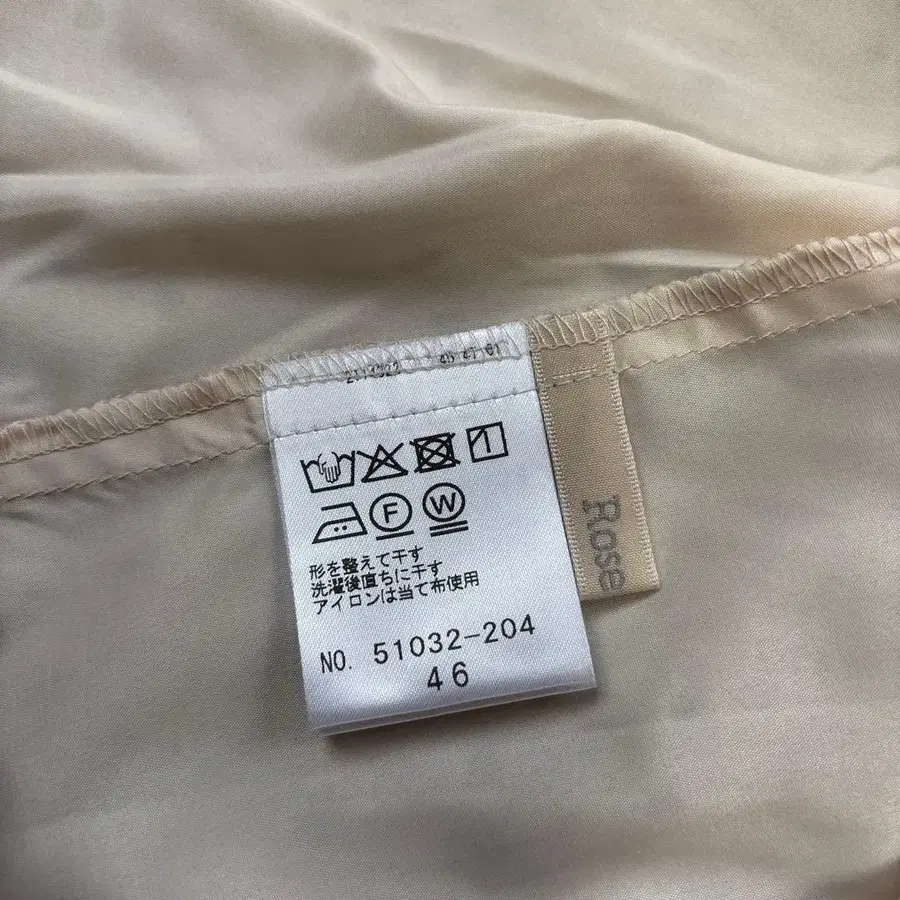 F W
形を整えて干す
洗濯後直ちに干す
アイロンは当て布使用
NO. 51032-204
46
Rose